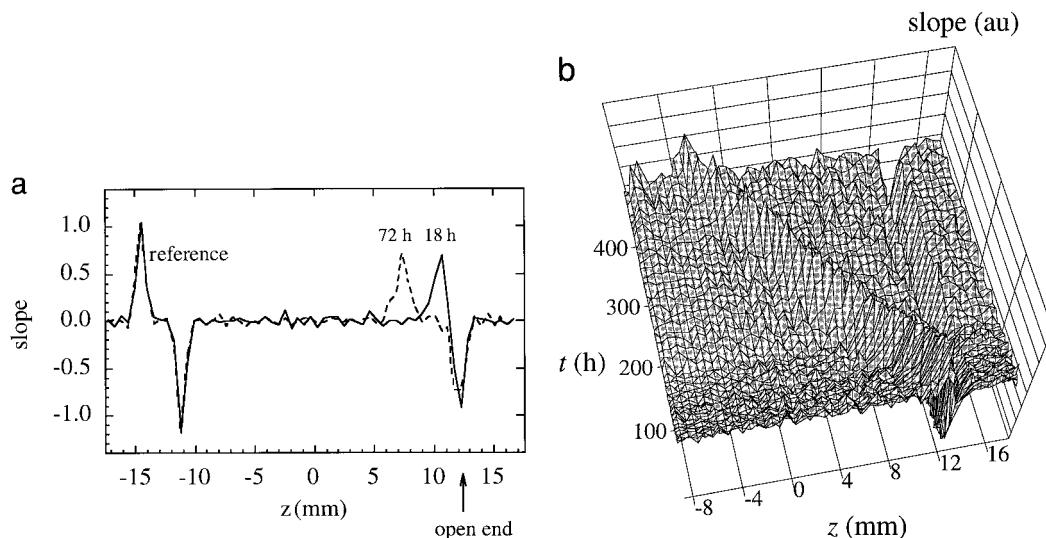 a
slope
1.0
0.5
0.0
-0.5
-1.0
reference
72 h
18 h
-15
-10
-5
0
5
10
15
z (mm)
open end
b
slope (au)
t (h)
400
300
200
100
-8
-4
0
4
8
12
16
z (mm)